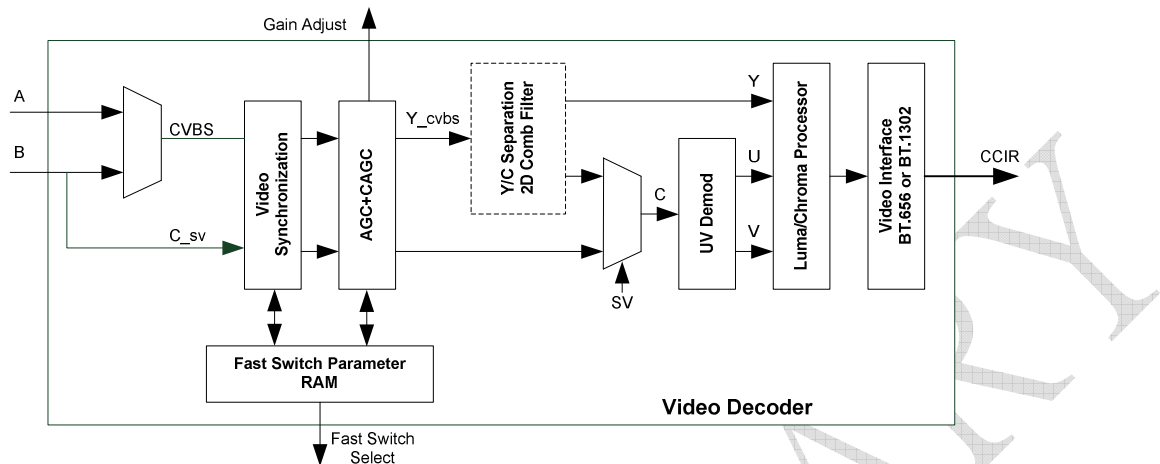 Gain Adjust
A
B
CVBS
C_sv
Video
Synchronization
AGC+CAGC
Y_cvbs
Y/C Separation
2D Comb Filter
C
SV
UV Demod
Y
U
V
Luma/Chroma Processor
Video Interface
BT.656 or BT.1302
CCIR
Fast Switch Parameter
RAM
Fast Switch
Select
Video Decoder
RY